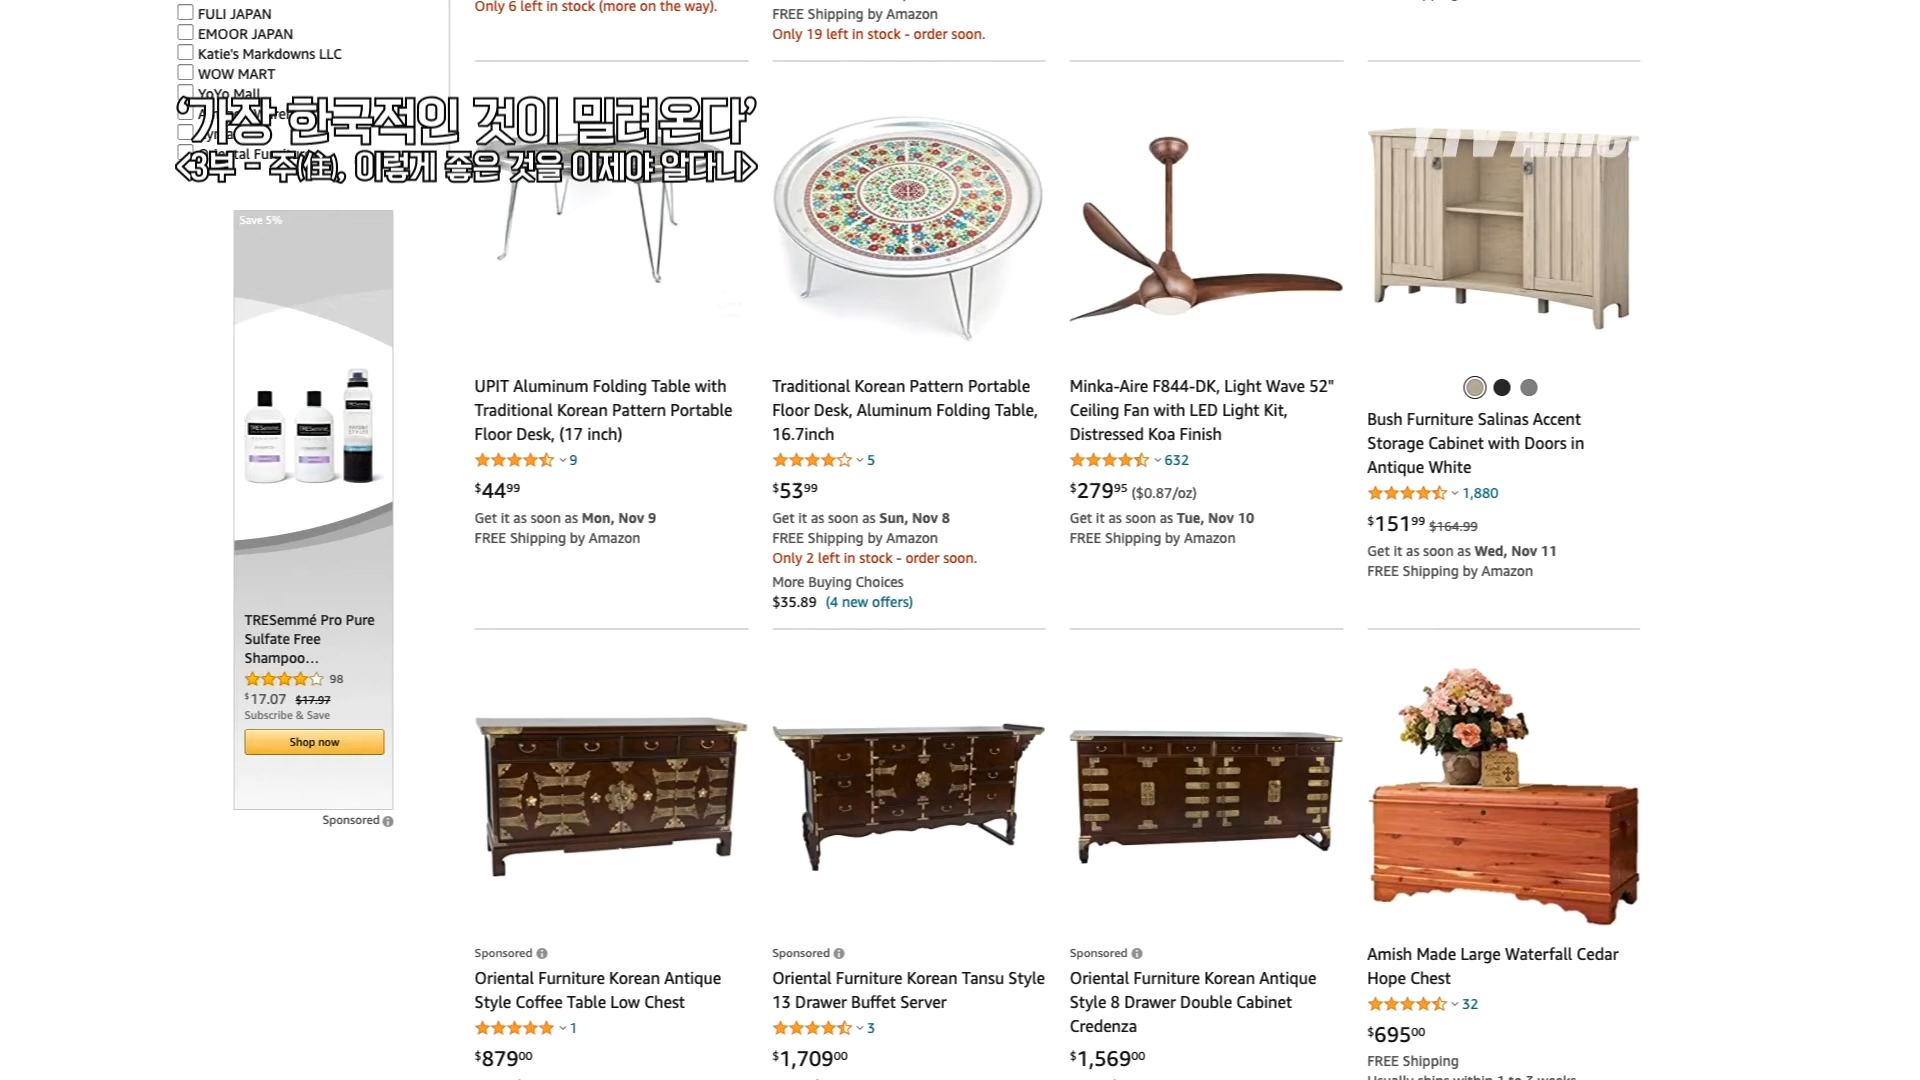 FULI JAPAN
EMOOR JAPAN
Katie's Markdowns LLC
WOW MART
YoYo Mall
'가장 한국적인 것이 밀려온다'
<3부 - 주(住), 이렇게 좋은 것을 이제야 알다니>
Only 6 left in stock (more on the way).
FREE Shipping by Amazon
Only 19 left in stock - order soon.
Save 5%
TRESemmé Pro Pure
Sulfate Free
Shampoo...
98
$17.07 $17.97
Subscribe & Save
Shop now
Sponsored
UPIT Aluminum Folding Table with
Traditional Korean Pattern Portable
Floor Desk, (17 inch)
9
$44 99
Get it as soon as Mon, Nov 9
FREE Shipping by Amazon
Traditional Korean Pattern Portable
Floor Desk, Aluminum Folding Table,
16.7inch
5
$53 99
Get it as soon as Sun, Nov 8
FREE Shipping by Amazon
Only 2 left in stock - order soon.
More Buying Choices
$35.89 (4 new offers)
Minka-Aire F844-DK, Light Wave 52"
Ceiling Fan with LED Light Kit,
Distressed Koa Finish
632
$279 95 ($0.87/oz)
Get it as soon as Tue, Nov 10
FREE Shipping by Amazon
Bush Furniture Salinas Accent
Storage Cabinet with Doors in
Antique White
1,880
$151 99 $164.99
Get it as soon as Wed, Nov 11
FREE Shipping by Amazon
Sponsored
Oriental Furniture Korean Antique
Style Coffee Table Low Chest
1
$879 00
Sponsored
Oriental Furniture Korean Tansu Style
13 Drawer Buffet Server
3
$1,709 00
Sponsored
Oriental Furniture Korean Antique
Style 8 Drawer Double Cabinet
Credenza
$1,569 00
Amish Made Large Waterfall Cedar
Hope Chest
32
$695 00
FREE Shipping
Usually ships within 1 to 3 weeks